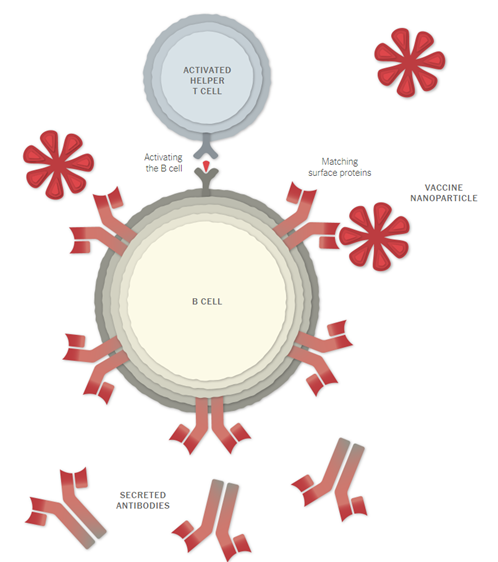 ACTIVATED
HELPER
T CELL
Activating
the B cell
Matching
surface proteins
VACCINE
NANOPARTICLE
B CELL
SECRETED
ANTIBODIES